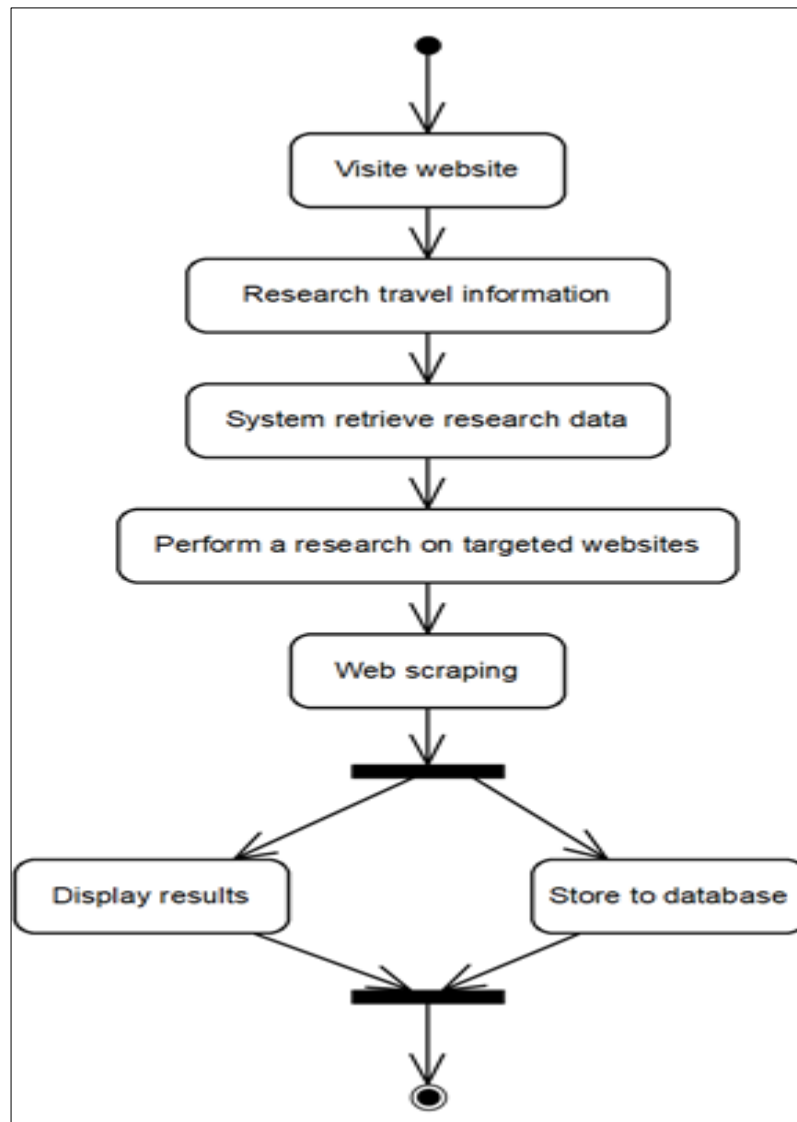 Visite website
Research travel information
System retrieve research data
Perform a research on targeted websites
Web scraping
Display results
Store to database